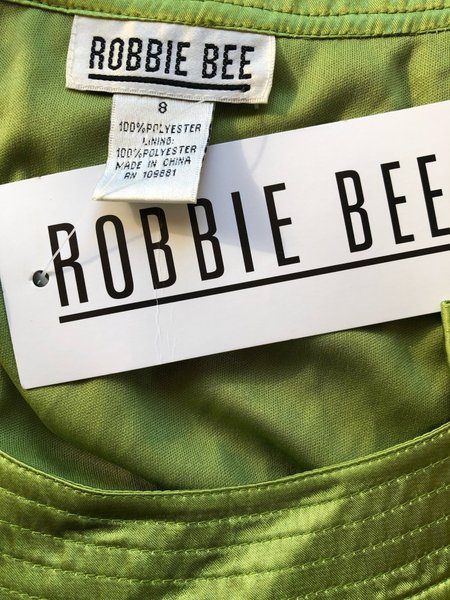 ROBBIE BEE
8
100%POLYESTER
LINING:
100%POLYESTER
MADE IN CHINA
RN 109881
ROBBIE BEE